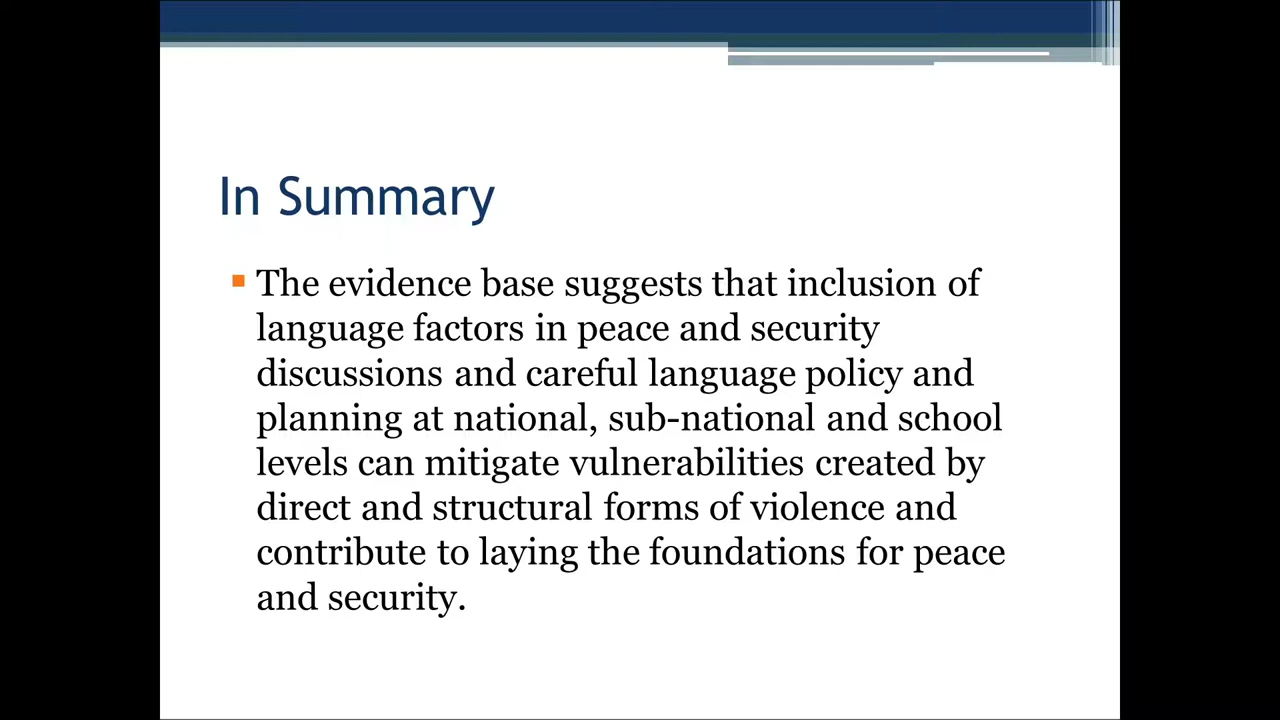 In Summary
The evidence base suggests that inclusion of
language factors in peace and security
discussions and careful language policy and
planning at national, sub-national and school
levels can mitigate vulnerabilities created by
direct and structural forms of violence and
contribute to laying the foundations for peace
and security.